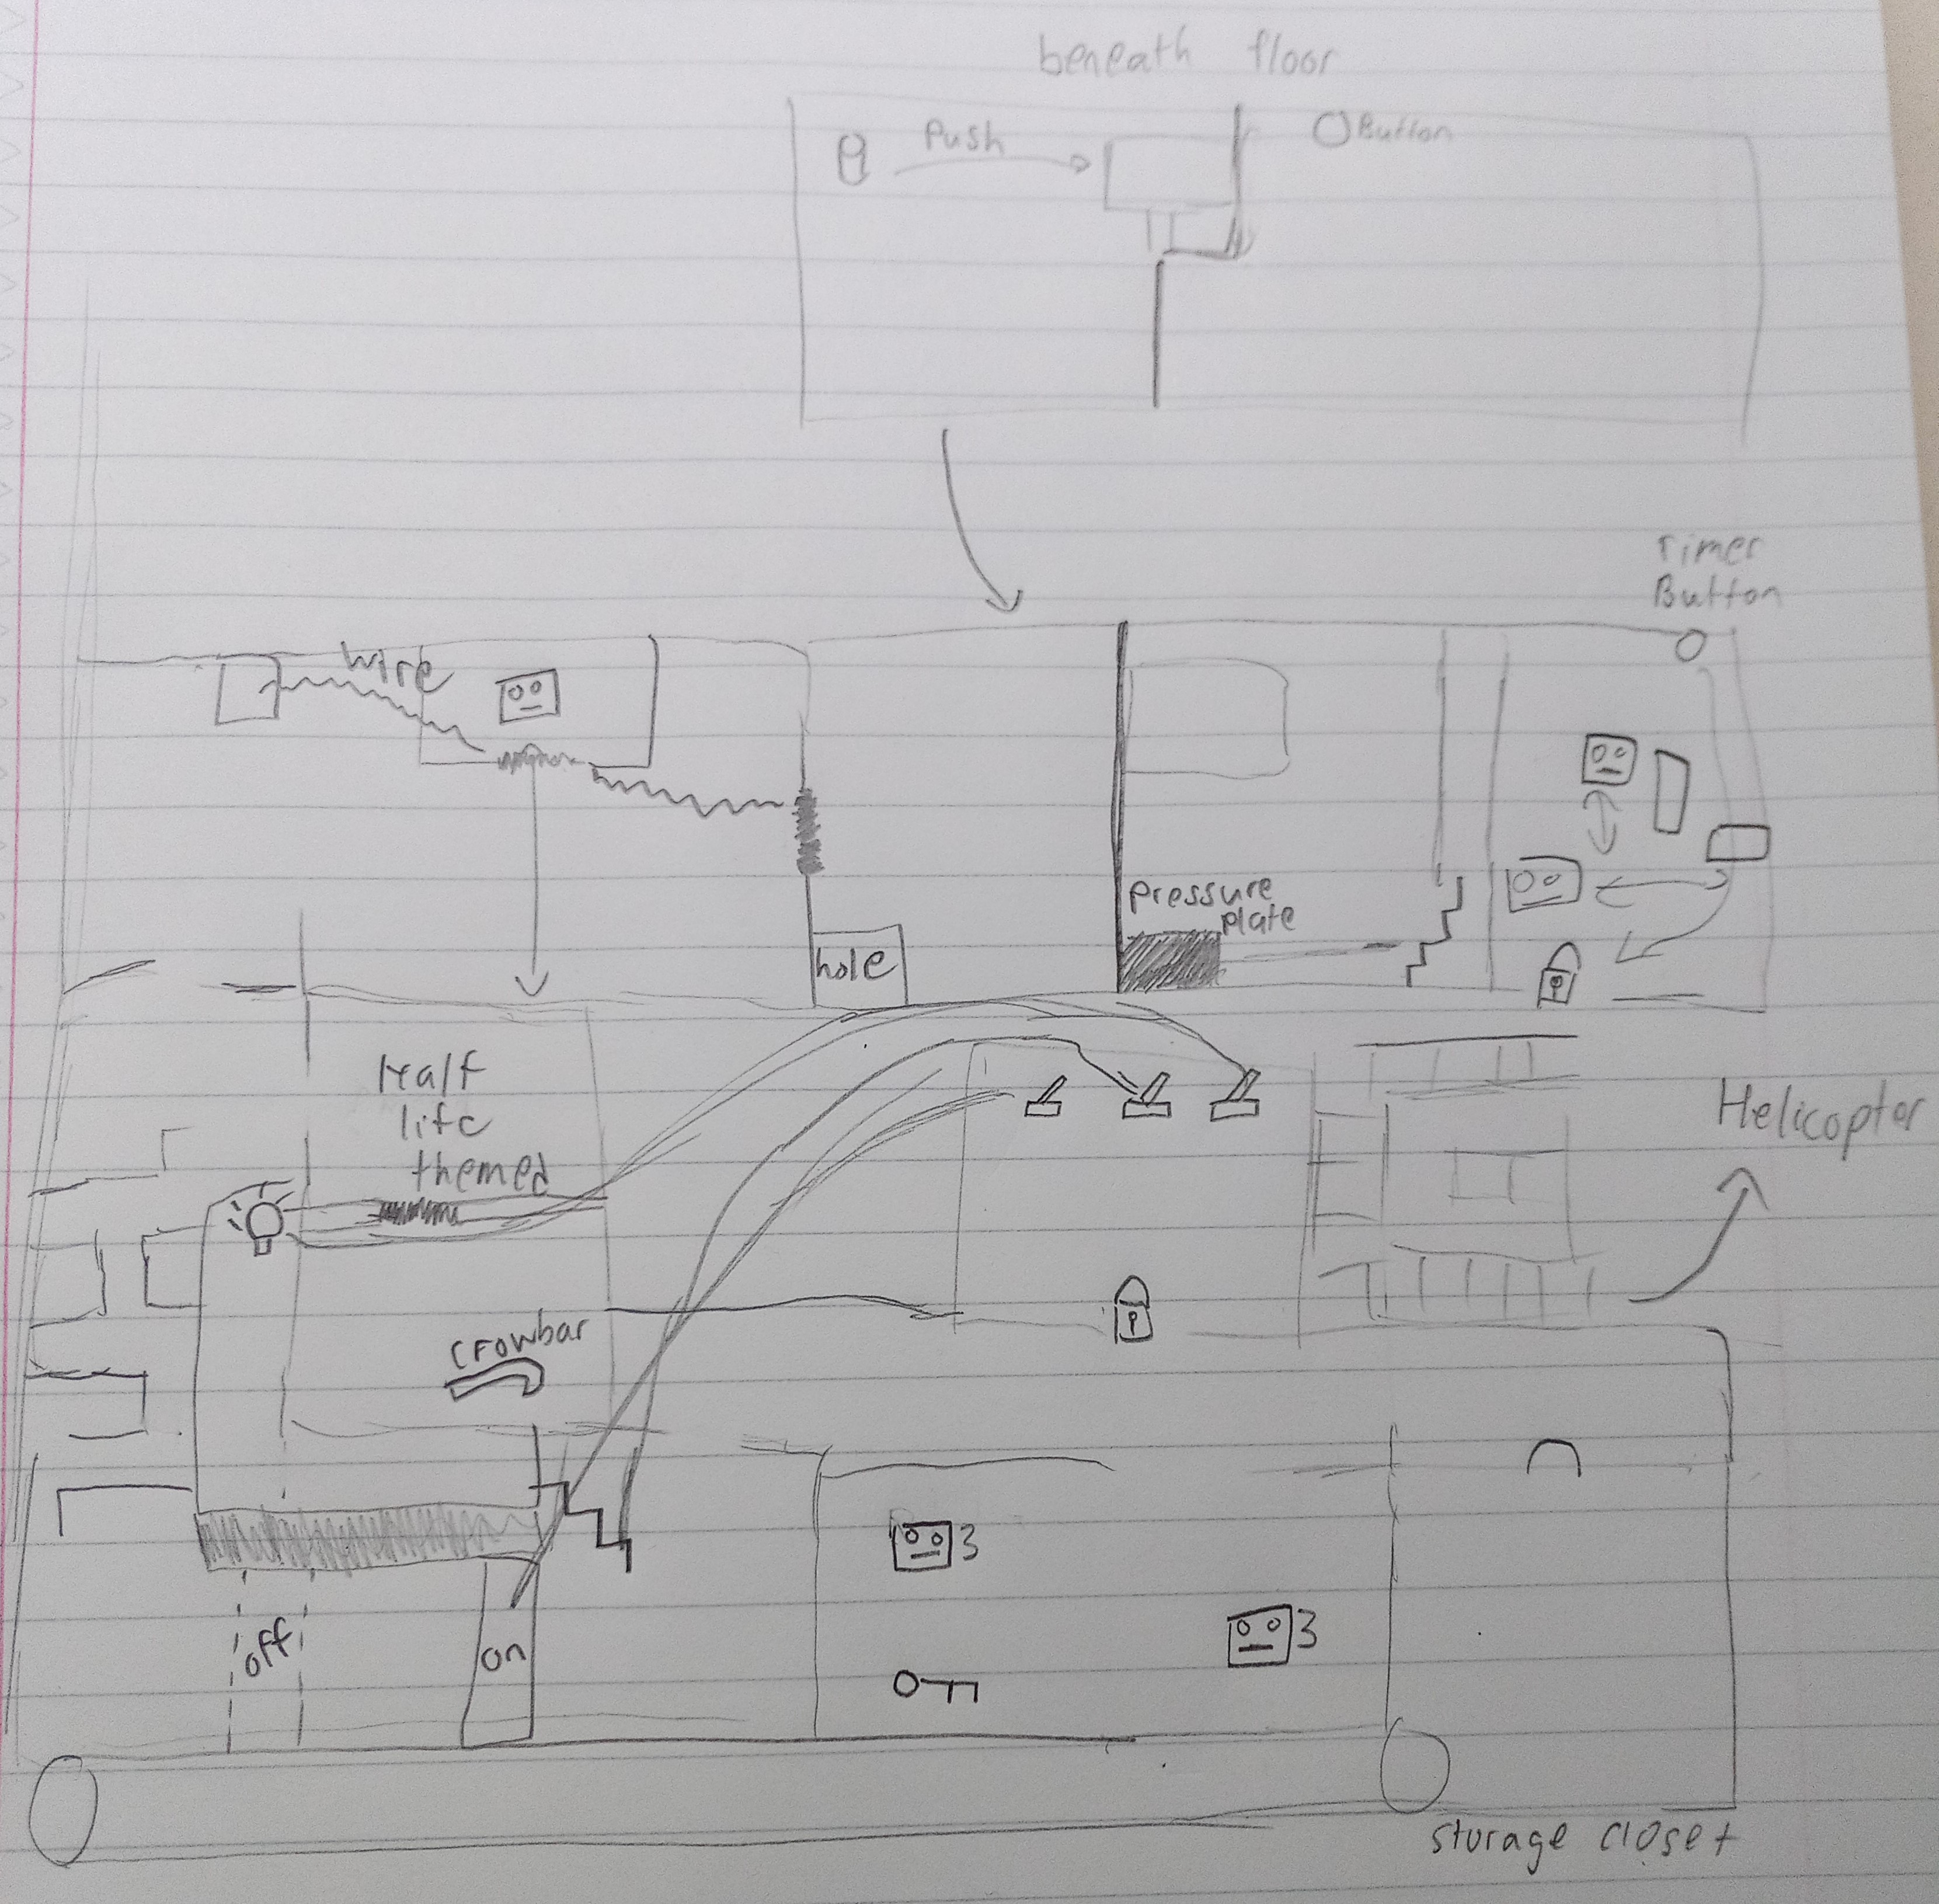 beneath floor
Push
Button
Timer
Button
wire
pressure
plate
hole
Half
life
themed
Helicopter
crowbar
3
3
off
on
storage closet